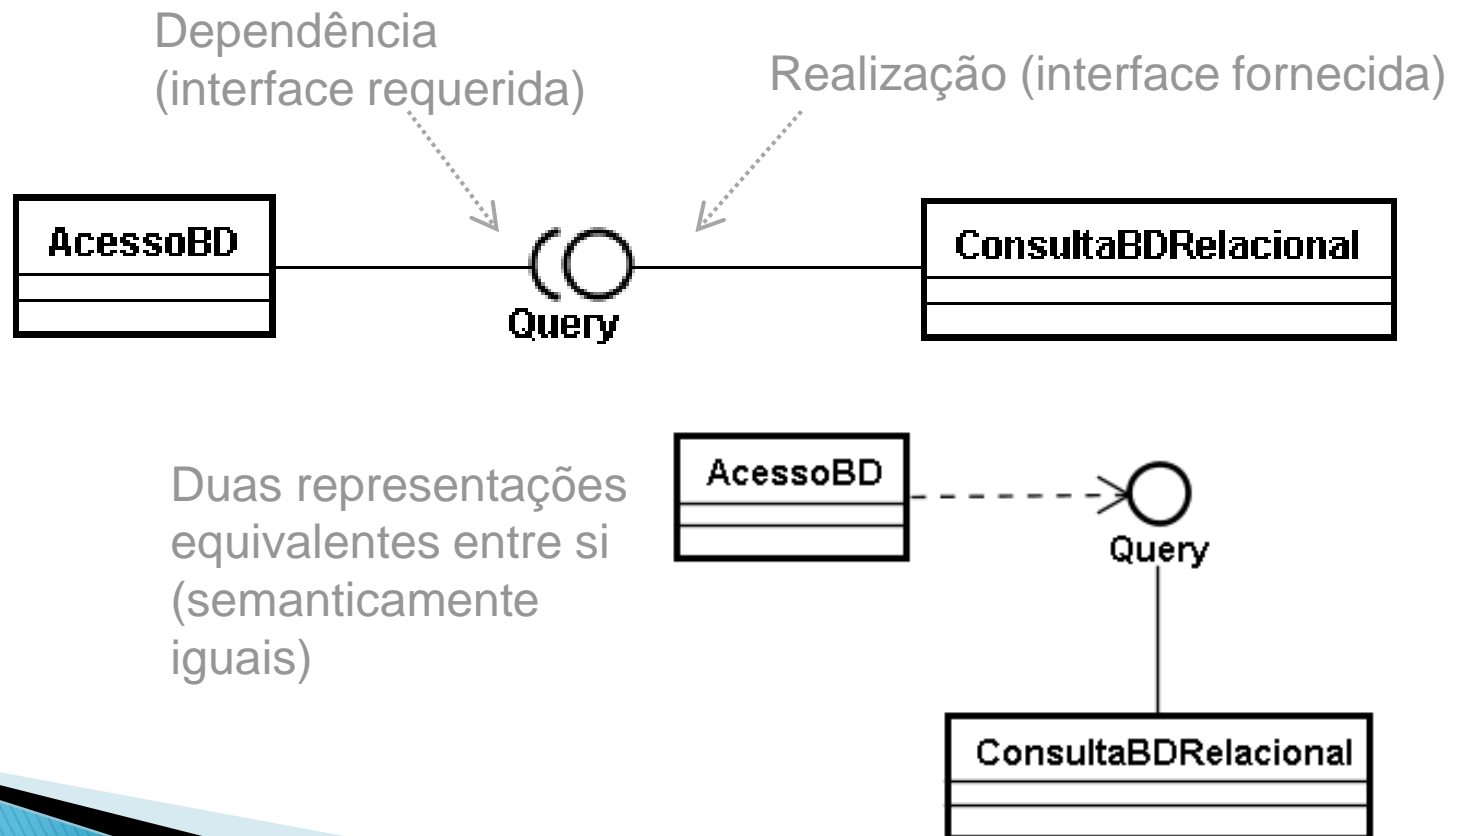 Dependência
(interface requerida)
Realização (interface fornecida)
AcessoBD
Query
ConsultaBDRelacional
Duas representações
equivalentes entre si
(semanticamente
iguais)
AcessoBD
Query
ConsultaBDRelacional